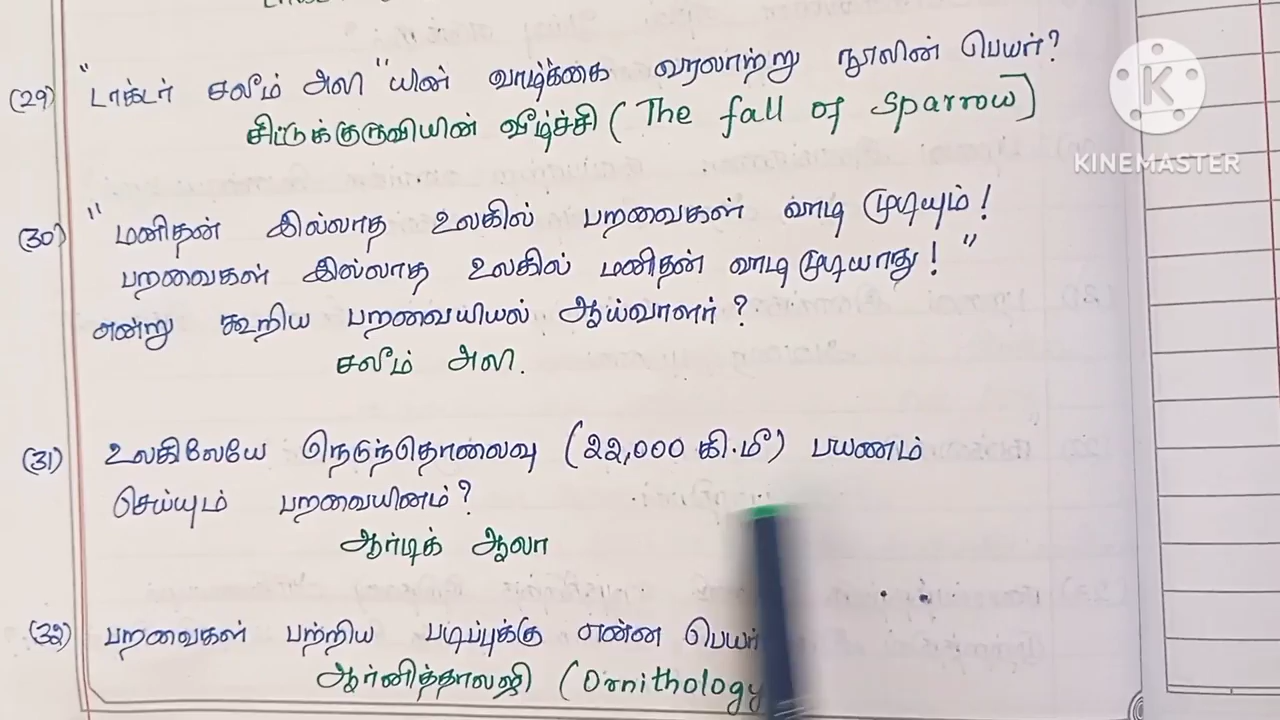 (29) "டாக்டர் சலீம் அலி"யின் வாழ்க்கை வரலாற்று நூலின் பெயர்?
சிட்டுக்குருவியின் வீழ்ச்சி (The fall of Sparrow)
KINEMASTER
(30) "மனிதன் இல்லாத உலகில் பறவைகள் வாழ முடியும்!
பறவைகள் இல்லாத உலகில் மனிதன் வாழ முடியாது!"
என்று கூறிய பறவையியல் ஆய்வாளர்?
சலீம் அலி.
(31) உலகிலேயே நெடுந்தொலைவு (22,000 கி.மீ) பயணம்
செய்யும் பறவையினம்?
ஆர்டிக் ஆலா
(32) பறவைகள் பற்றிய படிப்புக்கு என்ன பெயர்
ஆர்னித்தாலஜி (Ornithology